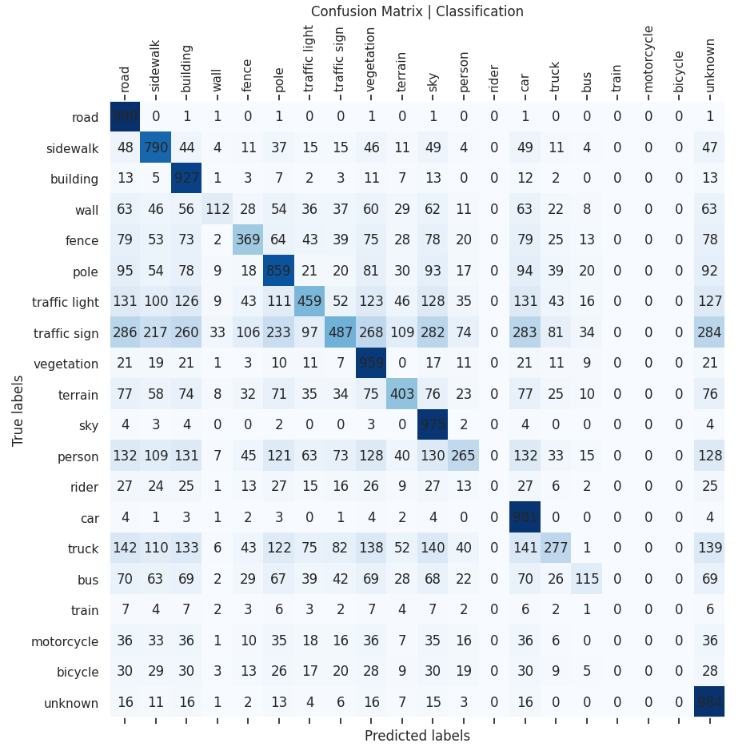 Confusion Matrix | Classification
road sidewalk building wall fence pole traffic light traffic sign vegetation terrain sky person rider car truck bus train motorcycle bicycle unknown
road 0 1 1 0 1 0 0 1 0 1 0 0 1 0 0 0 0 0 1
sidewalk 48 790 44 4 11 37 15 15 46 11 49 4 0 49 11 4 0 0 0 47
building 13 5 927 1 3 7 2 3 11 7 13 0 0 12 2 0 0 0 0 13
wall 63 46 56 112 28 54 36 37 60 29 62 11 0 63 22 8 0 0 0 63
fence 79 53 73 2 369 64 43 39 75 28 78 20 0 79 25 13 0 0 0 78
pole 95 54 78 9 18 859 21 20 81 30 93 17 0 94 39 20 0 0 0 92
traffic light 131 100 126 9 43 111 459 52 123 46 128 35 0 131 43 16 0 0 0 127
traffic sign 286 217 260 33 106 233 97 487 268 109 282 74 0 283 81 34 0 0 0 284
vegetation 21 19 21 1 3 10 11 7 959 0 17 11 0 21 11 9 0 0 0 21
terrain 77 58 74 8 32 71 35 34 75 403 76 23 0 77 25 10 0 0 0 76
sky 4 3 4 0 0 2 0 0 3 0 975 2 0 4 0 0 0 0 0 4
person 132 109 131 7 45 121 63 73 128 40 130 265 0 132 33 15 0 0 0 128
rider 27 24 25 1 13 27 15 16 26 9 27 13 0 27 6 2 0 0 0 25
car 4 1 3 1 2 3 0 1 4 2 4 0 0 981 0 0 0 0 0 4
truck 142 110 133 6 43 122 75 82 138 52 140 40 0 141 277 1 0 0 0 139
bus 70 63 69 2 29 67 39 42 69 28 68 22 0 70 26 115 0 0 0 69
train 7 4 7 2 3 6 3 2 7 4 7 2 0 6 2 1 0 0 0 6
motorcycle 36 33 36 1 10 35 18 16 36 7 35 16 0 36 6 0 0 0 0 36
bicycle 30 29 30 3 13 26 17 20 28 9 30 19 0 30 9 5 0 0 0 28
unknown 16 11 16 1 2 13 4 6 16 7 15 3 0 16 0 0 0 0 0 984
True labels
Predicted labels